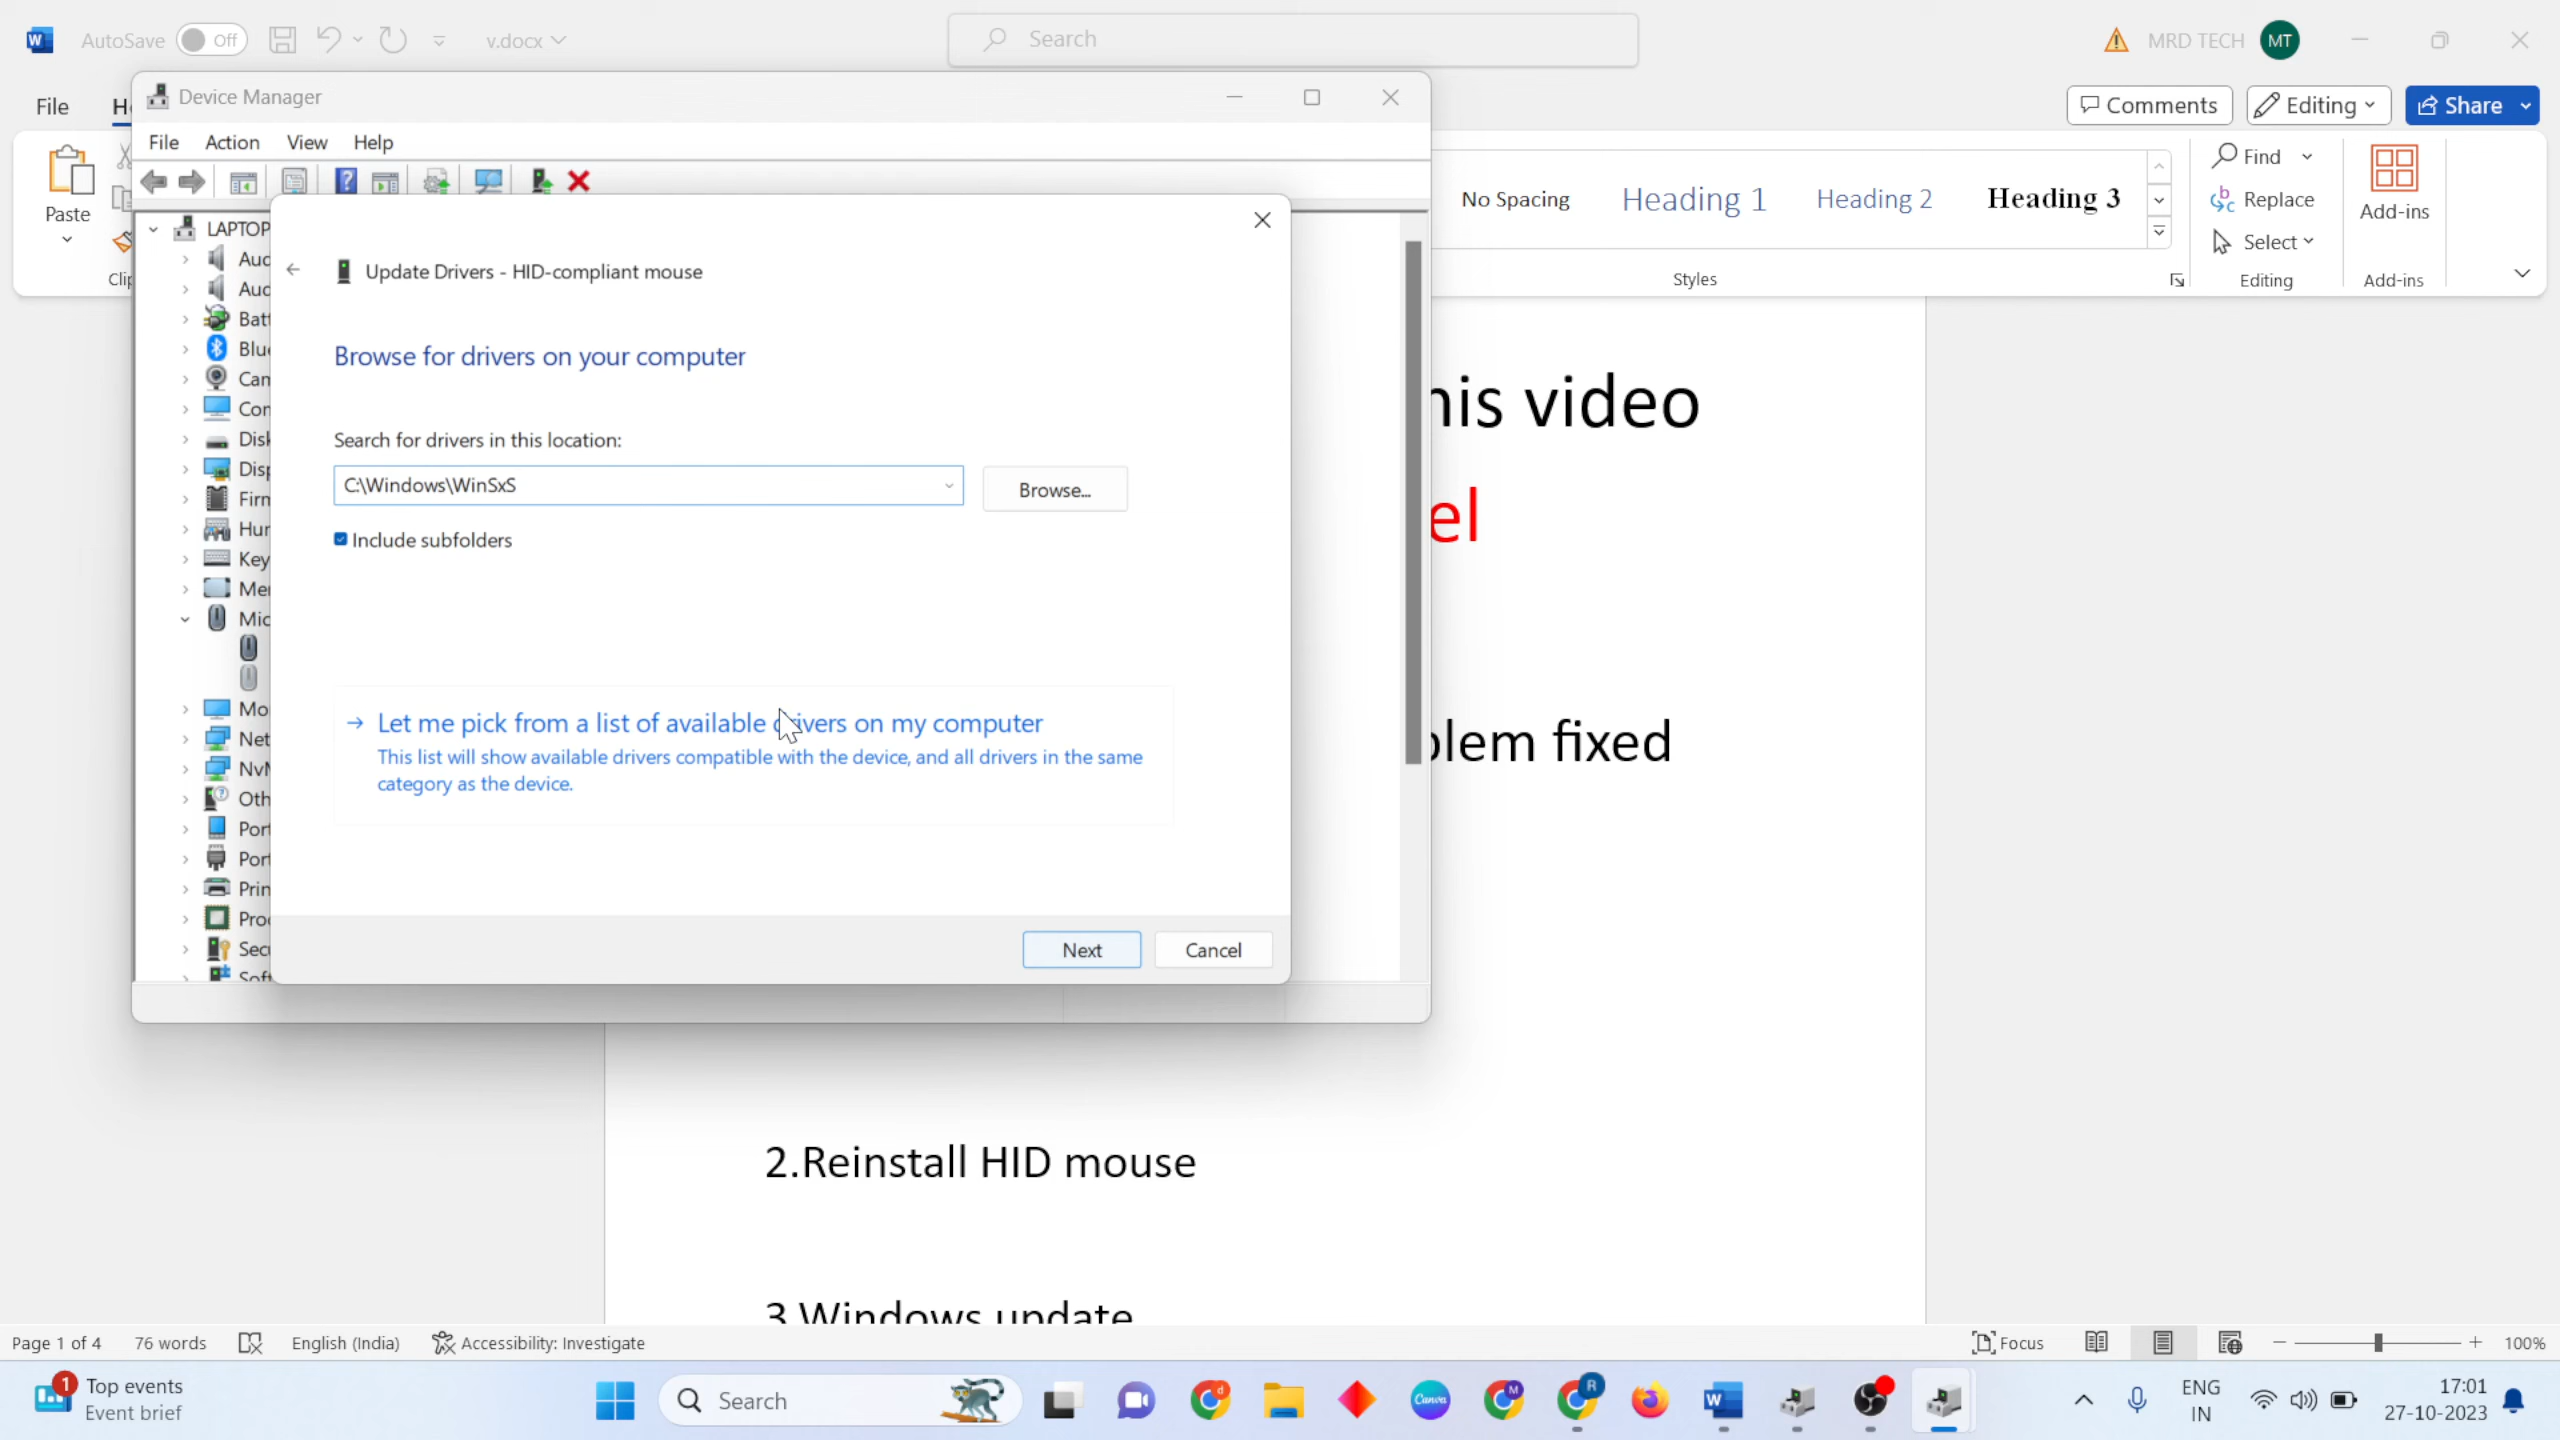 AutoSave Off v.docx Search MRD TECH MT
File Comments Editing Share
Device Manager
File Action View Help
Paste
No Spacing Heading 1 Heading 2 Heading 3
Find
Replace
Select
Add-ins
Styles Editing Add-ins
LAPTOP
Update Drivers - HID-compliant mouse
Browse for drivers on your computer
Search for drivers in this location:
C:\Windows\WinSxS Browse...
Include subfolders
Let me pick from a list of available drivers on my computer
This list will show available drivers compatible with the device, and all drivers in the same
category as the device.
Next Cancel
his video
el
blem fixed
2.Reinstall HID mouse
3.Windows update
Page 1 of 4 76 words English (India) Accessibility: Investigate Focus 100%
1 Top events
Event brief
Search
Canva
M
R
ENG
IN
17:01
27-10-2023